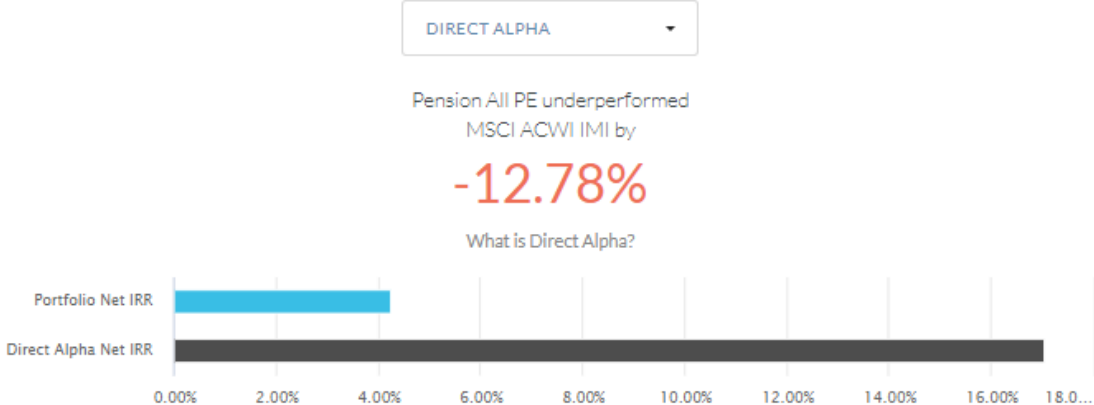 DIRECT ALPHA
Pension All PE underperformed
MSCI ACWI IMI by
-12.78%
What is Direct Alpha?
Portfolio Net IRR
Direct Alpha Net IRR
0.00% 2.00% 4.00% 6.00% 8.00% 10.00% 12.00% 14.00% 16.00% 18.0...